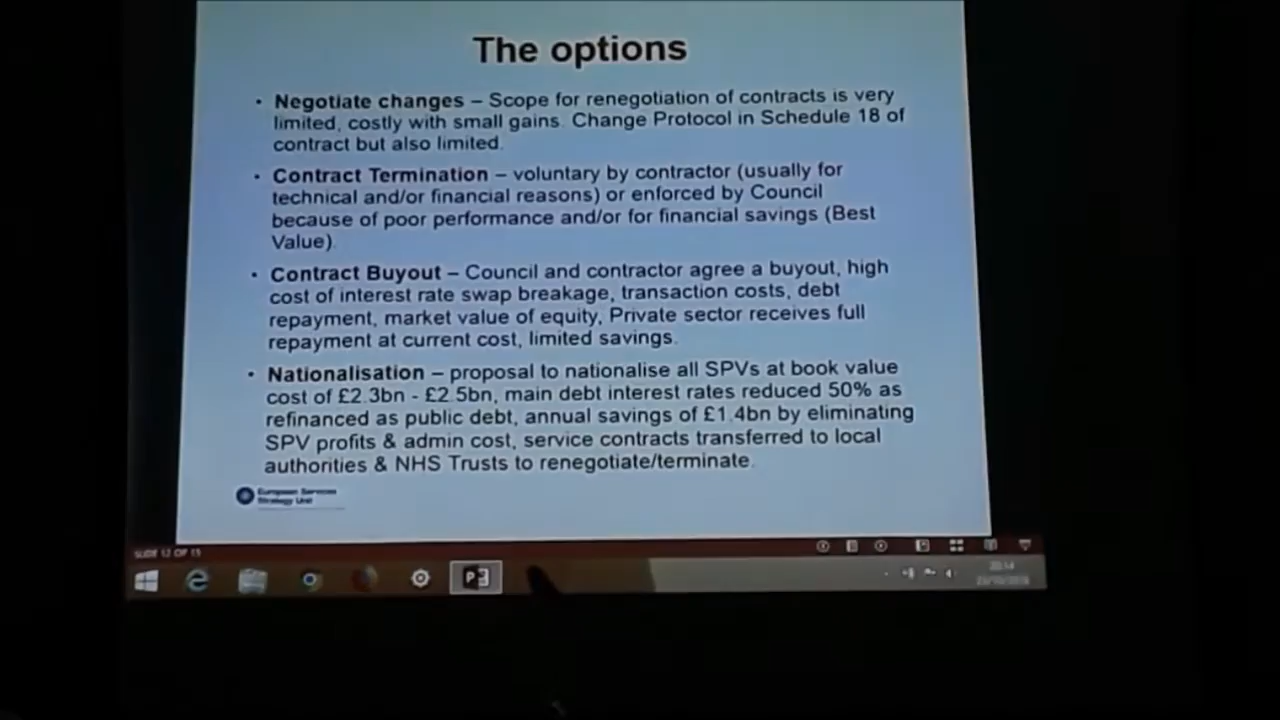 The options
• Negotiate changes – Scope for renegotiation of contracts is very
limited, costly with small gains. Change Protocol in Schedule 18 of
contract but also limited.
• Contract Termination – voluntary by contractor (usually for
technical and/or financial reasons) or enforced by Council
because of poor performance and/or for financial savings (Best
Value).
• Contract Buyout – Council and contractor agree a buyout, high
cost of interest rate swap breakage, transaction costs, debt
repayment, market value of equity, Private sector receives full
repayment at current cost, limited savings.
• Nationalisation – proposal to nationalise all SPVs at book value
cost of £2.3bn - £2.5bn, main debt interest rates reduced 50% as
refinanced as public debt, annual savings of £1.4bn by eliminating
SPV profits & admin cost, service contracts transferred to local
authorities & NHS Trusts to renegotiate/terminate.
European Services
Strategy Unit
SLIDE 12 OF 15